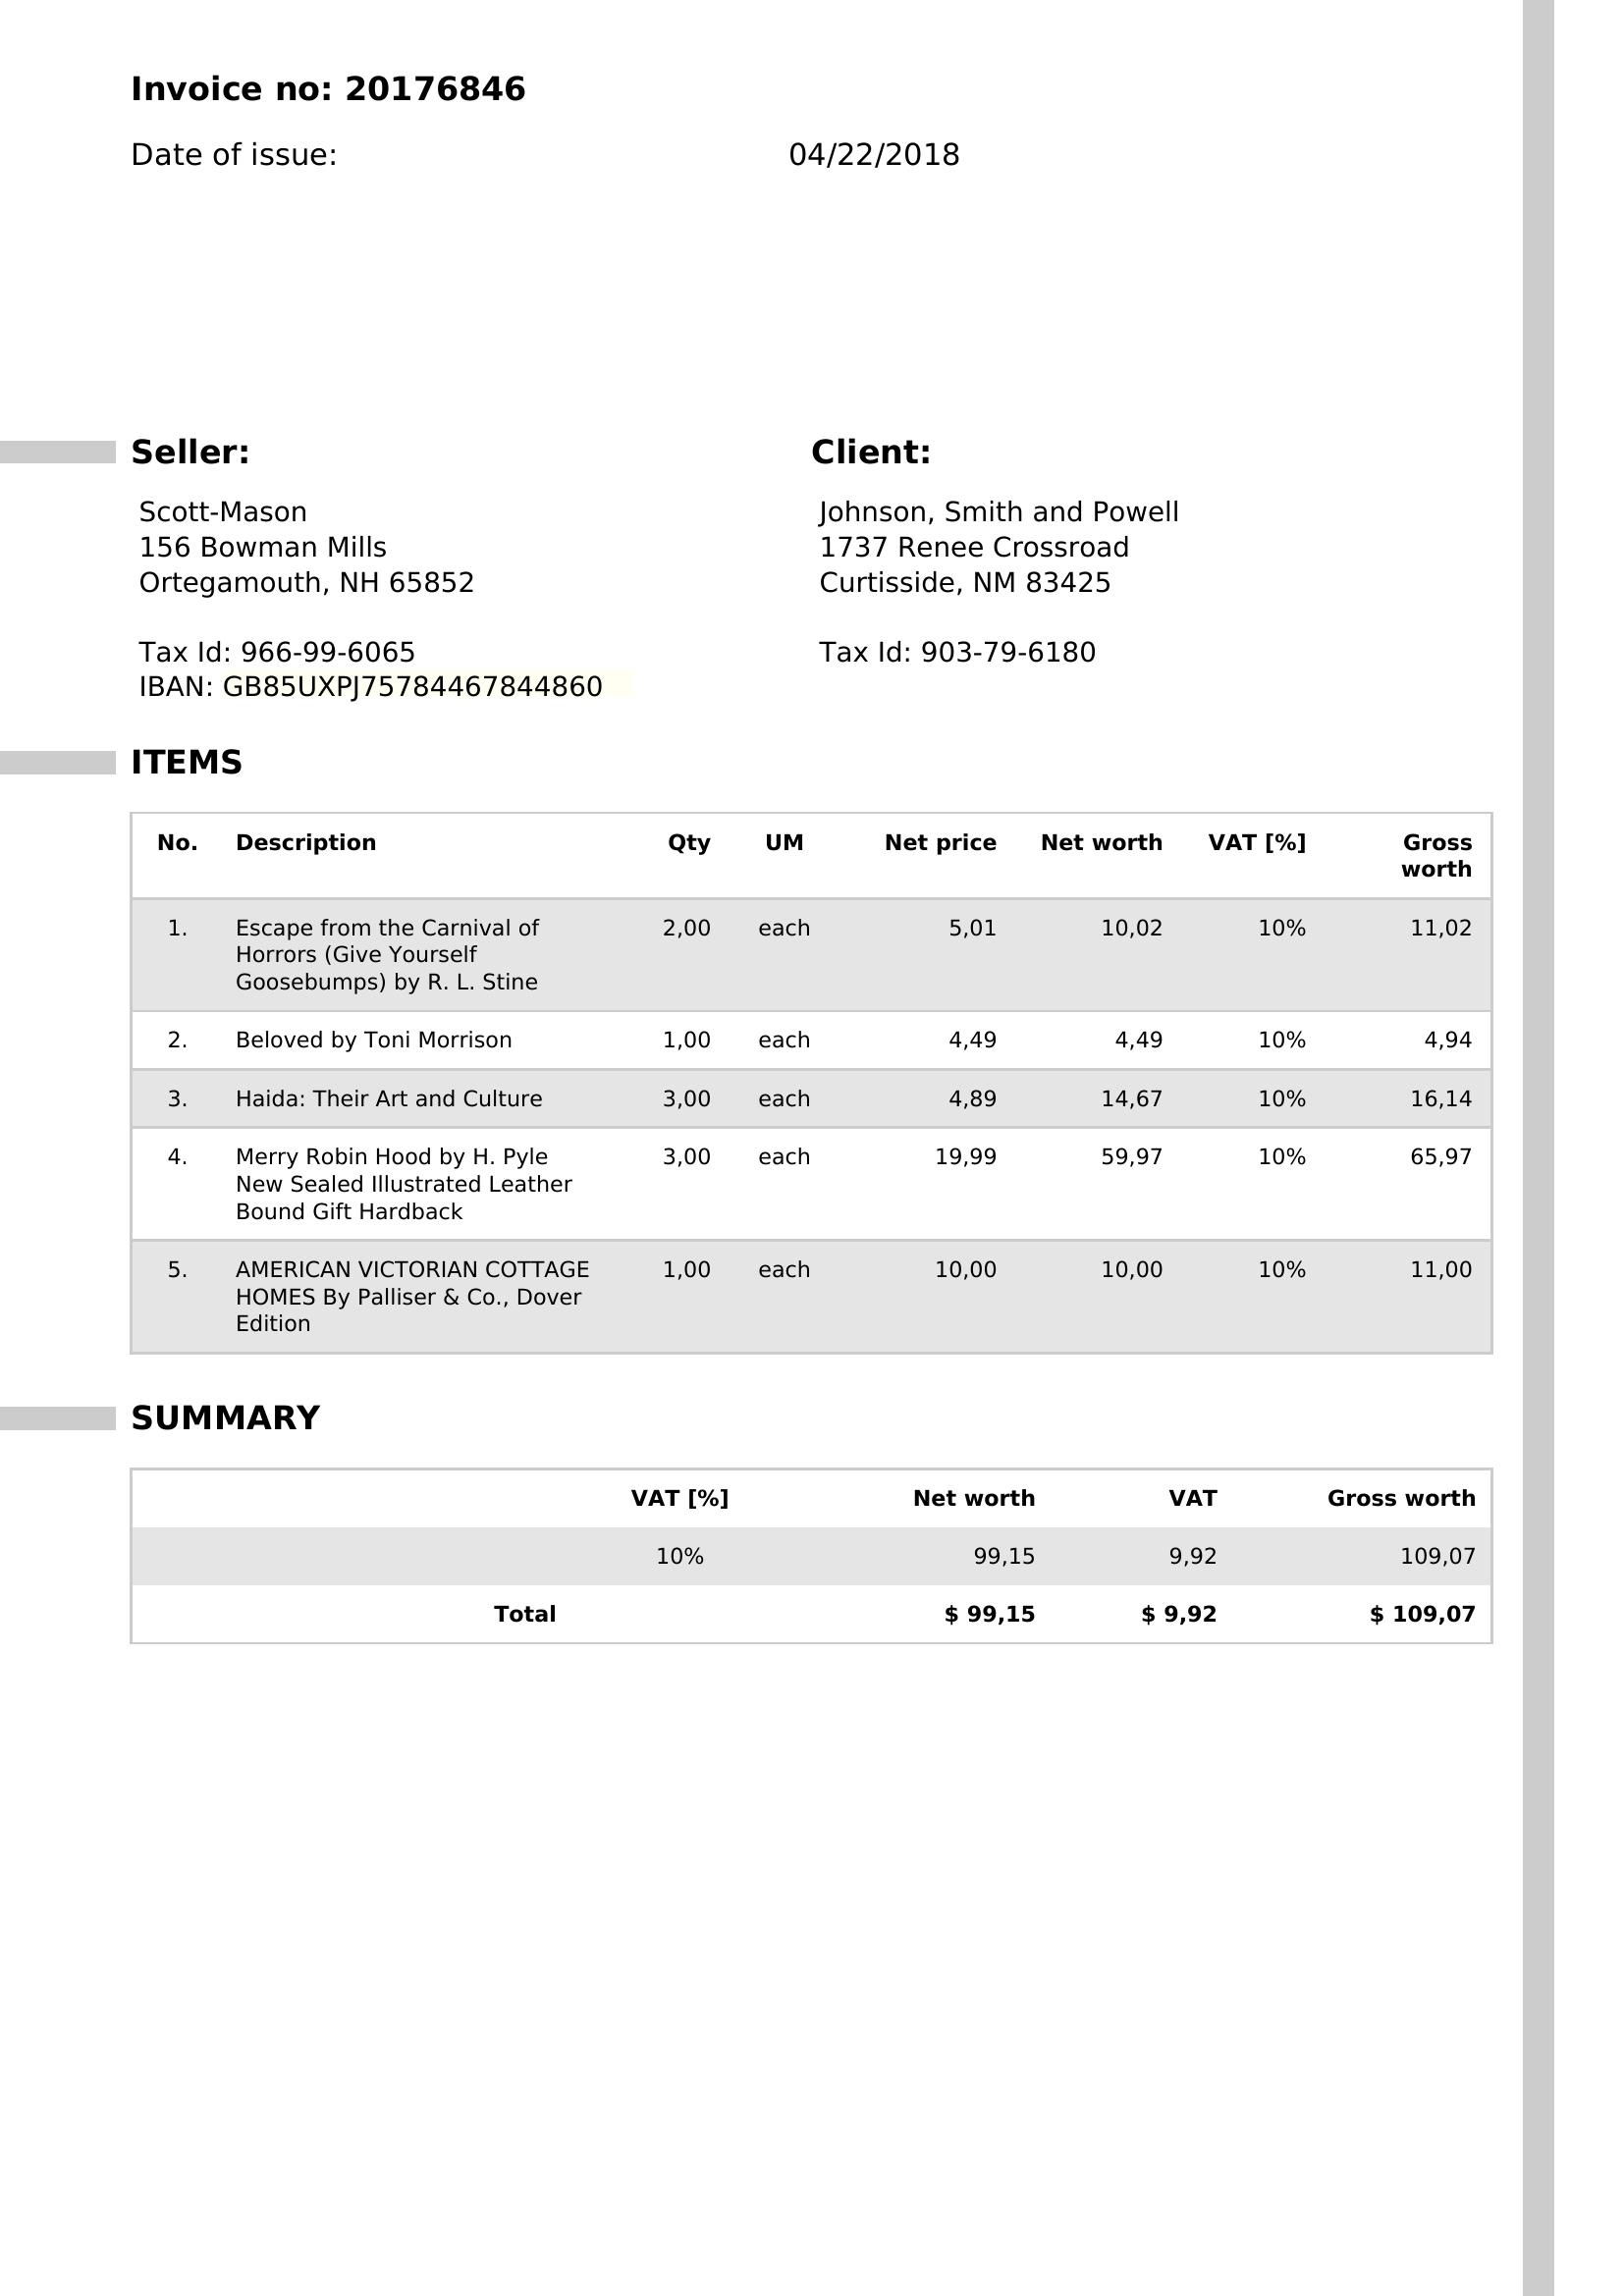 Invoice no: 20176846
Date of issue: 04/22/2018
Seller:
Scott-Mason
156 Bowman Mills
Ortegamouth, NH 65852
Tax Id: 966-99-6065
IBAN: GB85UXPJ75784467844860
Client:
Johnson, Smith and Powell
1737 Renee Crossroad
Curtisside, NM 83425
Tax Id: 903-79-6180
ITEMS
No. Description Qty UM Net price Net worth VAT [%] Gross
worth
1. Escape from the Carnival of 2,00 each 5,01 10,02 10% 11,02
Horrors (Give Yourself
Goosebumps) by R. L. Stine
2. Beloved by Toni Morrison 1,00 each 4,49 4,49 10% 4,94
3. Haida: Their Art and Culture 3,00 each 4,89 14,67 10% 16,14
4. Merry Robin Hood by H. Pyle 3,00 each 19,99 59,97 10% 65,97
New Sealed Illustrated Leather
Bound Gift Hardback
5. AMERICAN VICTORIAN COTTAGE 1,00 each 10,00 10,00 10% 11,00
HOMES By Palliser & Co., Dover
Edition
SUMMARY
VAT [%] Net worth VAT Gross worth
10% 99,15 9,92 109,07
Total $ 99,15 $ 9,92 $ 109,07